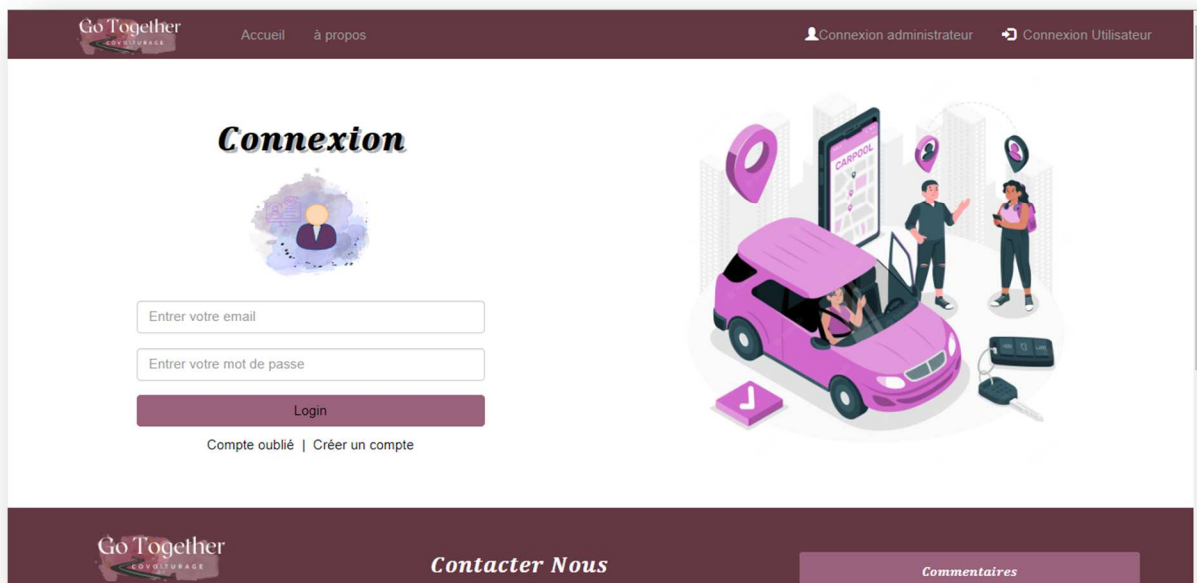 Go Together
COVOITURAGE
Accueil à propos Connexion administrateur Connexion Utilisateur
Connexion
CARPOOL
Entrer votre email
Entrer votre mot de passe
Login
Compte oublié | Créer un compte
Go Together
COVOITURAGE
Contacter Nous
Commentaires